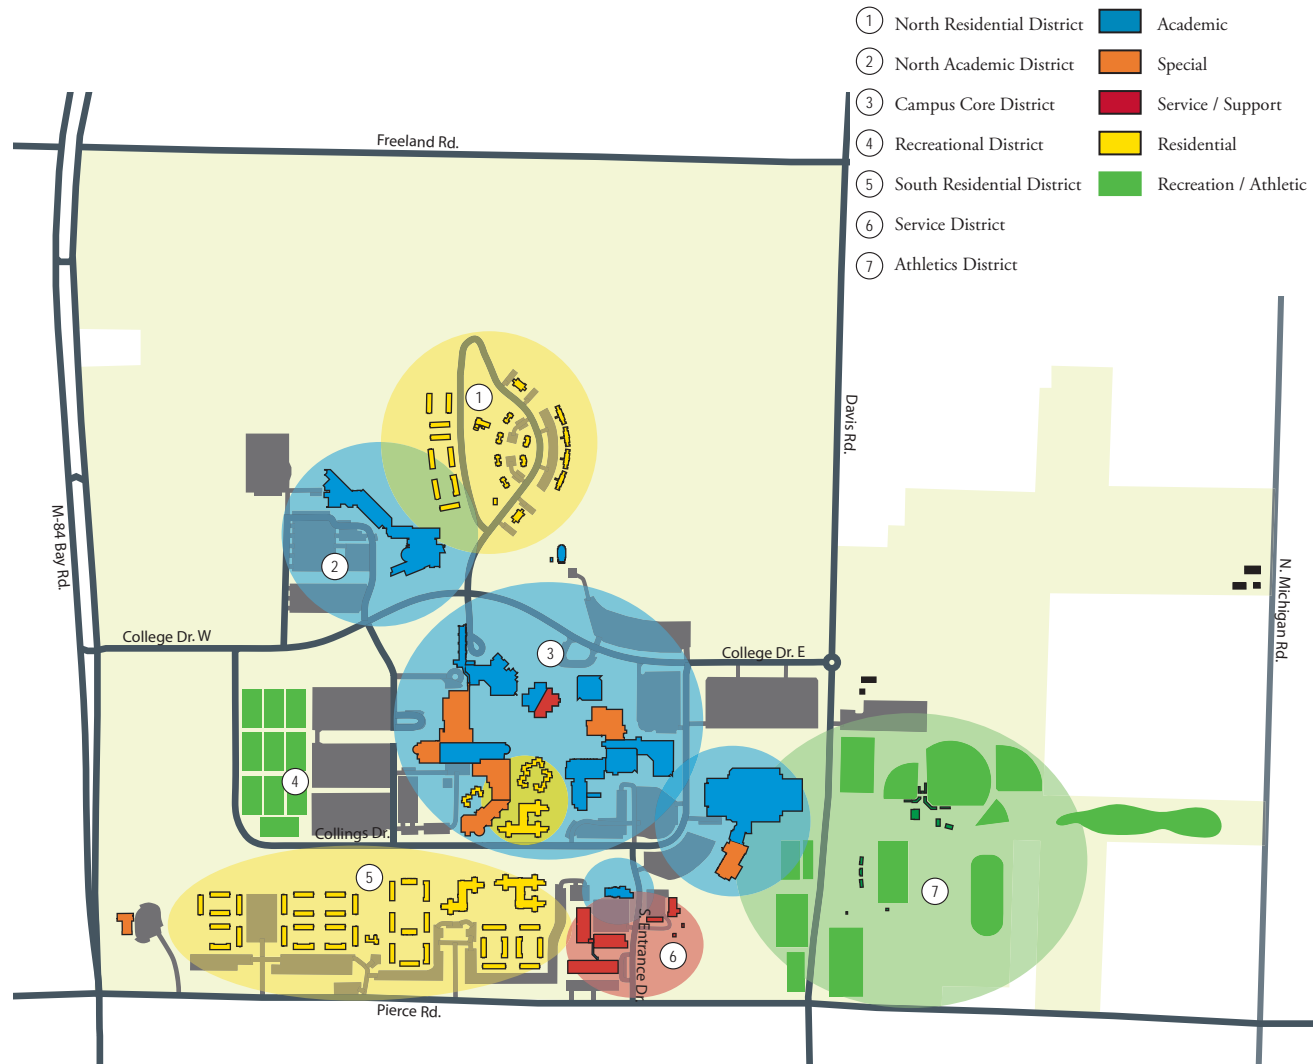 1 North Residential District Academic
2 North Academic District Special
3 Campus Core District Service / Support
4 Recreational District Residential
5 South Residential District Recreation / Athletic
6 Service District
7 Athletics District
Freeland Rd.
1
Davis Rd.
M-84 Bay Rd.
2
N. Michigan Rd.
College Dr. W
3
College Dr. E
4
Collings Dr.
5
7
S. Entrance Dr.
6
Pierce Rd.